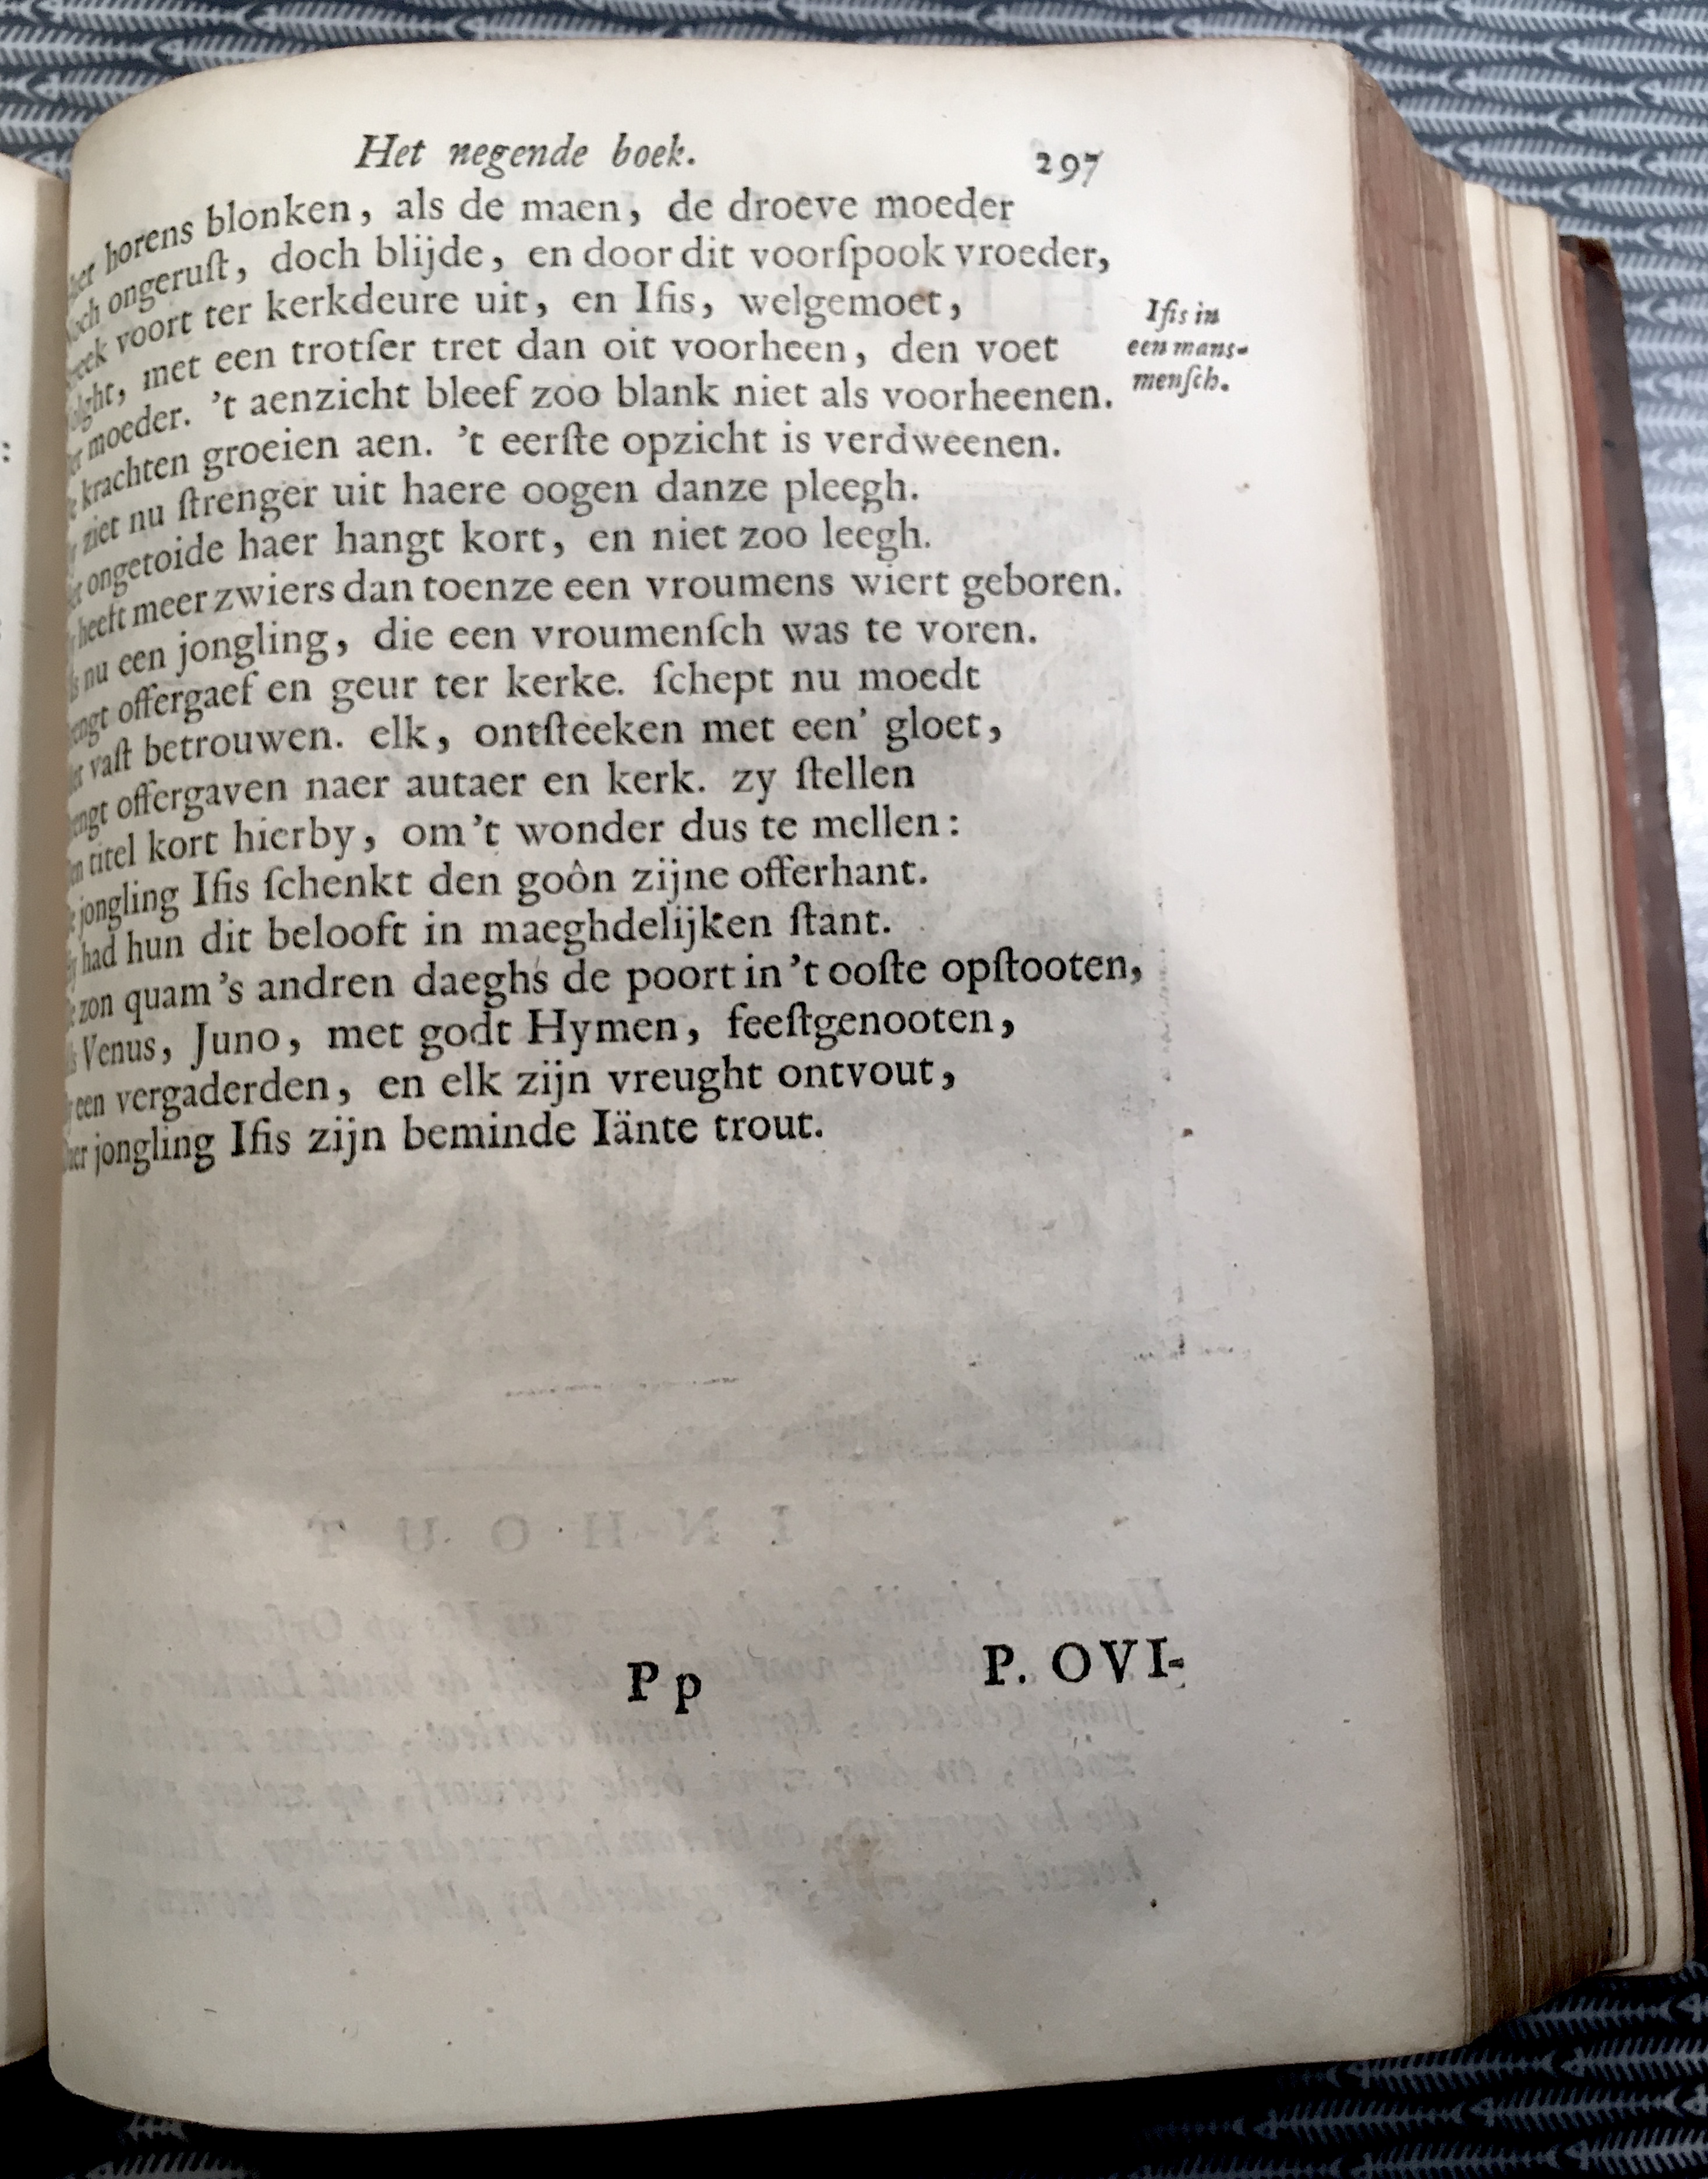 Het negende boek. 297
horens blonken, als de maen, de droeve moeder
ongeruſt, doch blijde, en door dit voorſpook vroeder,
voort ter kerkdeure uit, en Iſis, welgemoet,
Iſis in
een mans-
menſch.
met een trotſer tret dan oit voorheen, den voet
moeder. 't aenzicht bleef zoo blank niet als voorheenen.
krachten groeien aen. 't eerſte opzicht is verdweenen.
ziet nu ſtrenger uit haere oogen danze pleegh.
ongetoide haer hangt kort, en niet zoo leegh.
heeft meer zwiers dan toenze een vroumens wiert geboren.
nu een jongling, die een vroumenſch was te voren.
offergaef en geur ter kerke. ſchept nu moedt
vaſt betrouwen. elk, ontſteeken met een' gloet,
offergaven naer autaer en kerk. zy ſtellen
titel kort hierby, om 't wonder dus te mellen:
jongling Iſis ſchenkt den goôn zijne offerhant.
had hun dit belooft in maeghdelijken ſtant.
zon quam 's andren daeghs de poort in 't ooſte opſtooten,
Venus, Juno, met godt Hymen, feeſtgenooten,
een vergaderden, en elk zijn vreught ontvout,
jongling Iſis zijn beminde Iänte trout.
P p P. OVI-